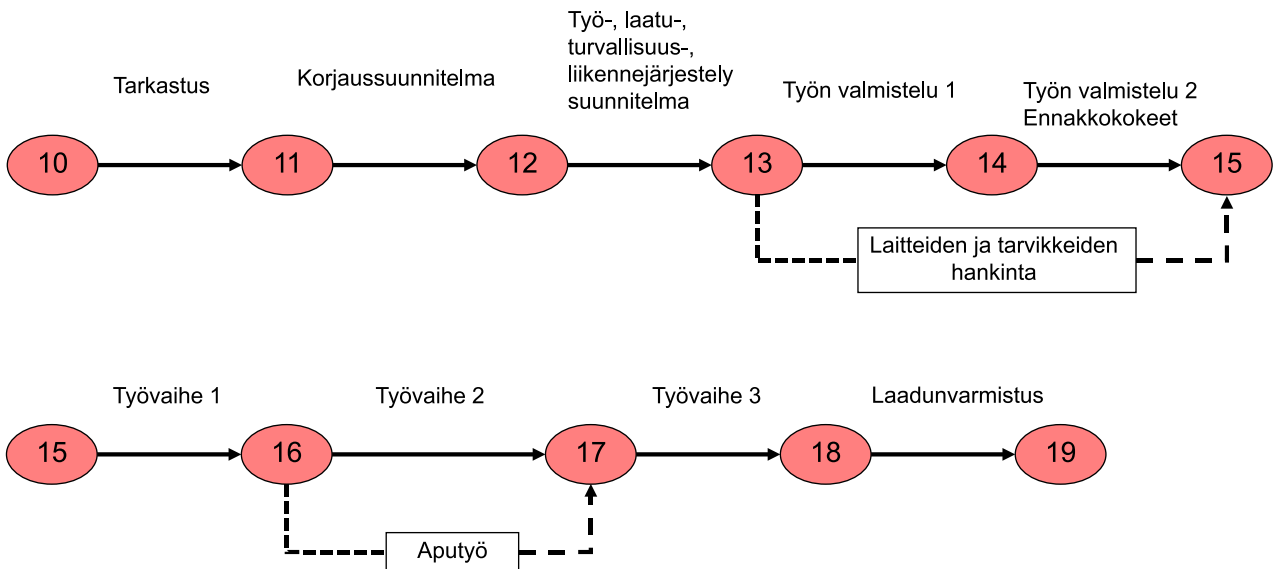 Tarkastus
Korjaussuunnitelma
Työ-, laatu-,
turvallisuus-,
liikennejärjestely
suunnitelma
Työn valmistelu 1
Työn valmistelu 2
Ennakkokokeet
10
11
12
13
14
15
Laitteiden ja tarvikkeiden
hankinta
Työvaihe 1
Työvaihe 2
Työvaihe 3
Laadunvarmistus
15
16
17
18
19
Aputyö